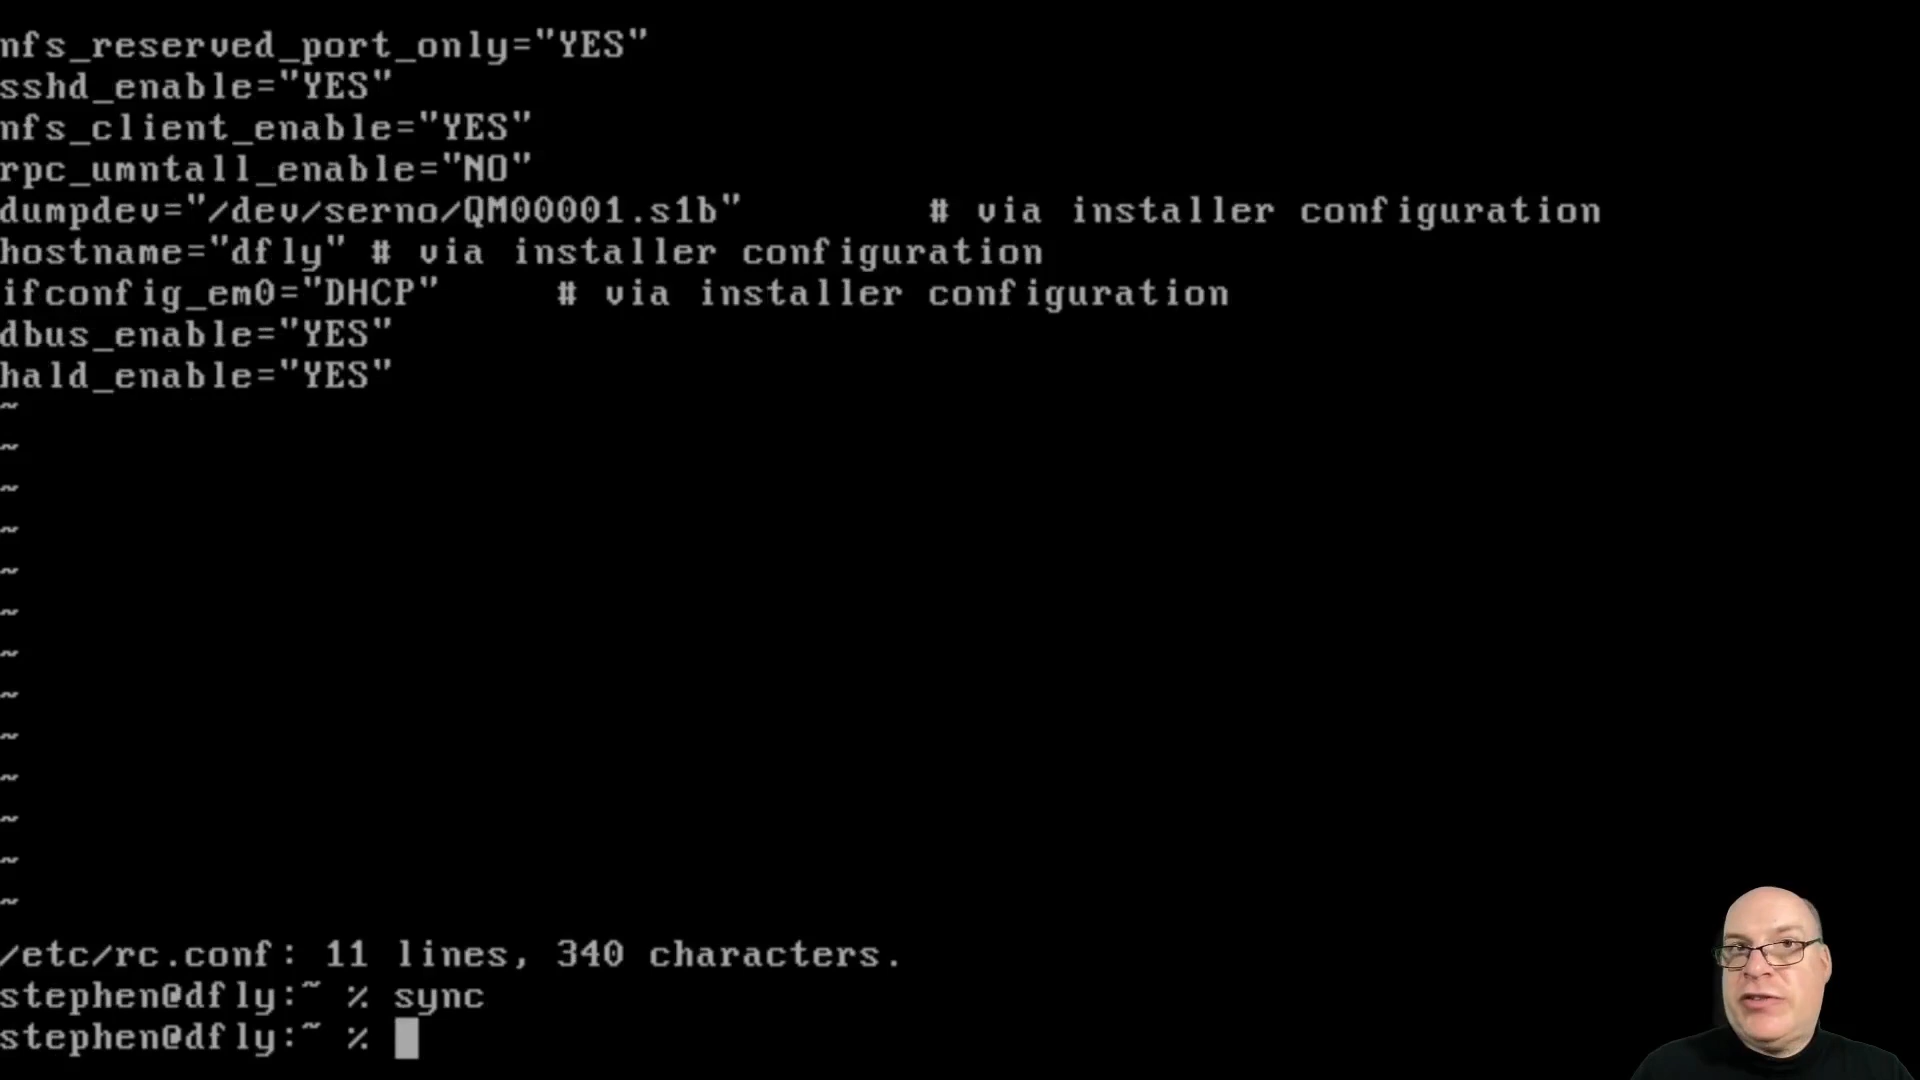 nfs_reserved_port_only="YES"
sshd_enable="YES"
nfs_client_enable="YES"
rpc_umntall_enable="NO"
dumpdev="/dev/serno/QM00001.s1b"        # via installer configuration
hostname="dfly" # via installer configuration
ifconfig_em0="DHCP"     # via installer configuration
dbus_enable="YES"
hald_enable="YES"
~
~
~
~
~
~
~
~
~
~
~
~
~
/etc/rc.conf: 11 lines, 340 characters.
stephen@dfly:~ % sync
stephen@dfly:~ %